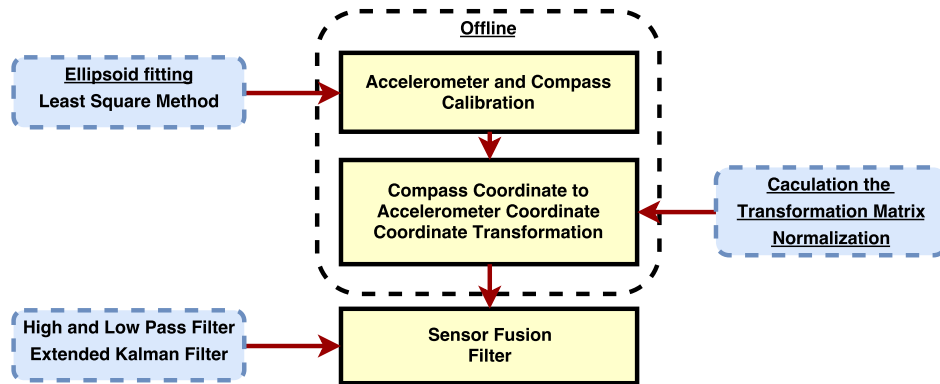 Offline
Ellipsoid fitting
Least Square Method
Accelerometer and Compass
Calibration
Compass Coordinate to
Accelerometer Coordinate
Coordinate Transformation
Caculation the
Transformation Matrix
Normalization
High and Low Pass Filter
Extended Kalman Filter
Sensor Fusion
Filter